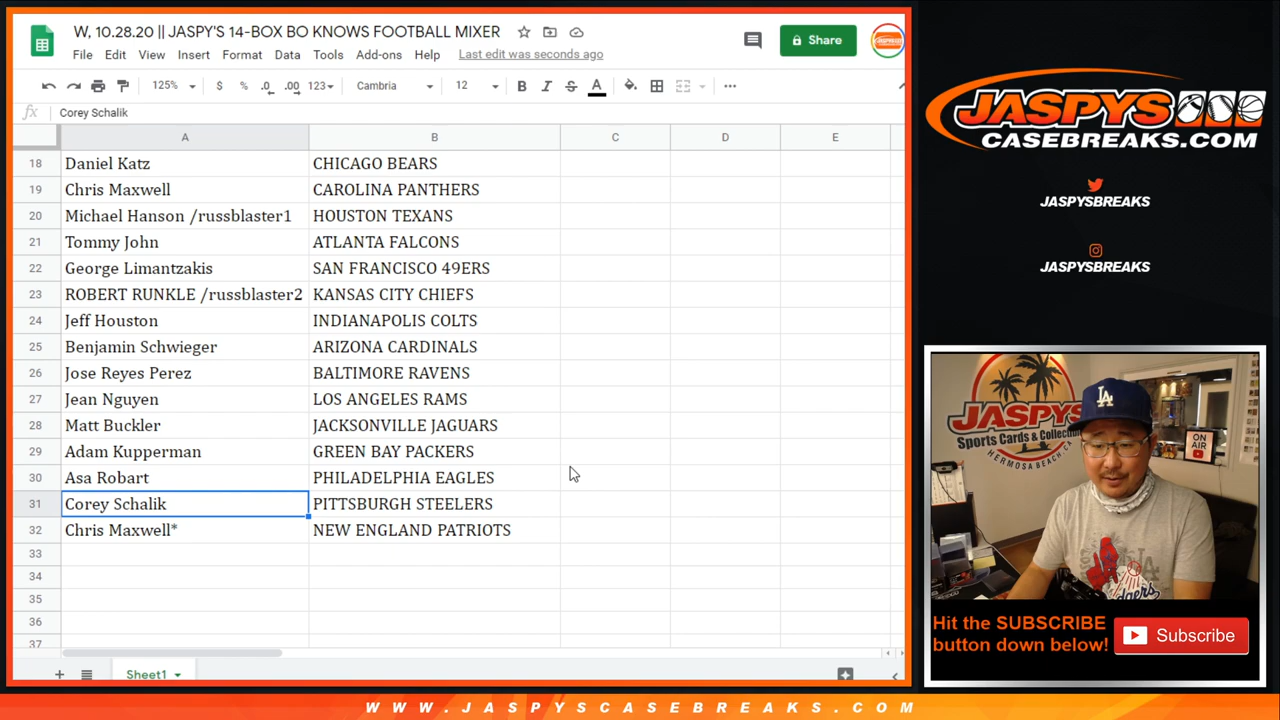 W, 10.28.20 || JASPY'S 14-BOX BO KNOWS FOOTBALL MIXER
File Edit View Insert Format Data Tools Add-ons Help Last edit was seconds ago
Share
125% $ % .0 .00 123 Cambria 12 B I S A
fx Corey Schalik
A B C D E
18 Daniel Katz CHICAGO BEARS
19 Chris Maxwell CAROLINA PANTHERS
20 Michael Hanson /russblaster1 HOUSTON TEXANS
21 Tommy John ATLANTA FALCONS
22 George Limantzakis SAN FRANCISCO 49ERS
23 ROBERT RUNKLE /russblaster2 KANSAS CITY CHIEFS
24 Jeff Houston INDIANAPOLIS COLTS
25 Benjamin Schwieger ARIZONA CARDINALS
26 Jose Reyes Perez BALTIMORE RAVENS
27 Jean Nguyen LOS ANGELES RAMS
28 Matt Buckler JACKSONVILLE JAGUARS
29 Adam Kupperman GREEN BAY PACKERS
30 Asa Robart PHILADELPHIA EAGLES
31 Corey Schalik PITTSBURGH STEELERS
32 Chris Maxwell* NEW ENGLAND PATRIOTS
33
34
35
36
37
Sheet1
JASPYS
CASEBREAKS.COM
JASPYSBREAKS
JASPYSBREAKS
JASPYS
Sports Cards & Collecti
HERMOSA BEACH, CA
LA
ON AIR
Dodgers
Hit the SUBSCRIBE
button down below!
Subscribe
WWW.JASPYSCASEBREAKS.COM